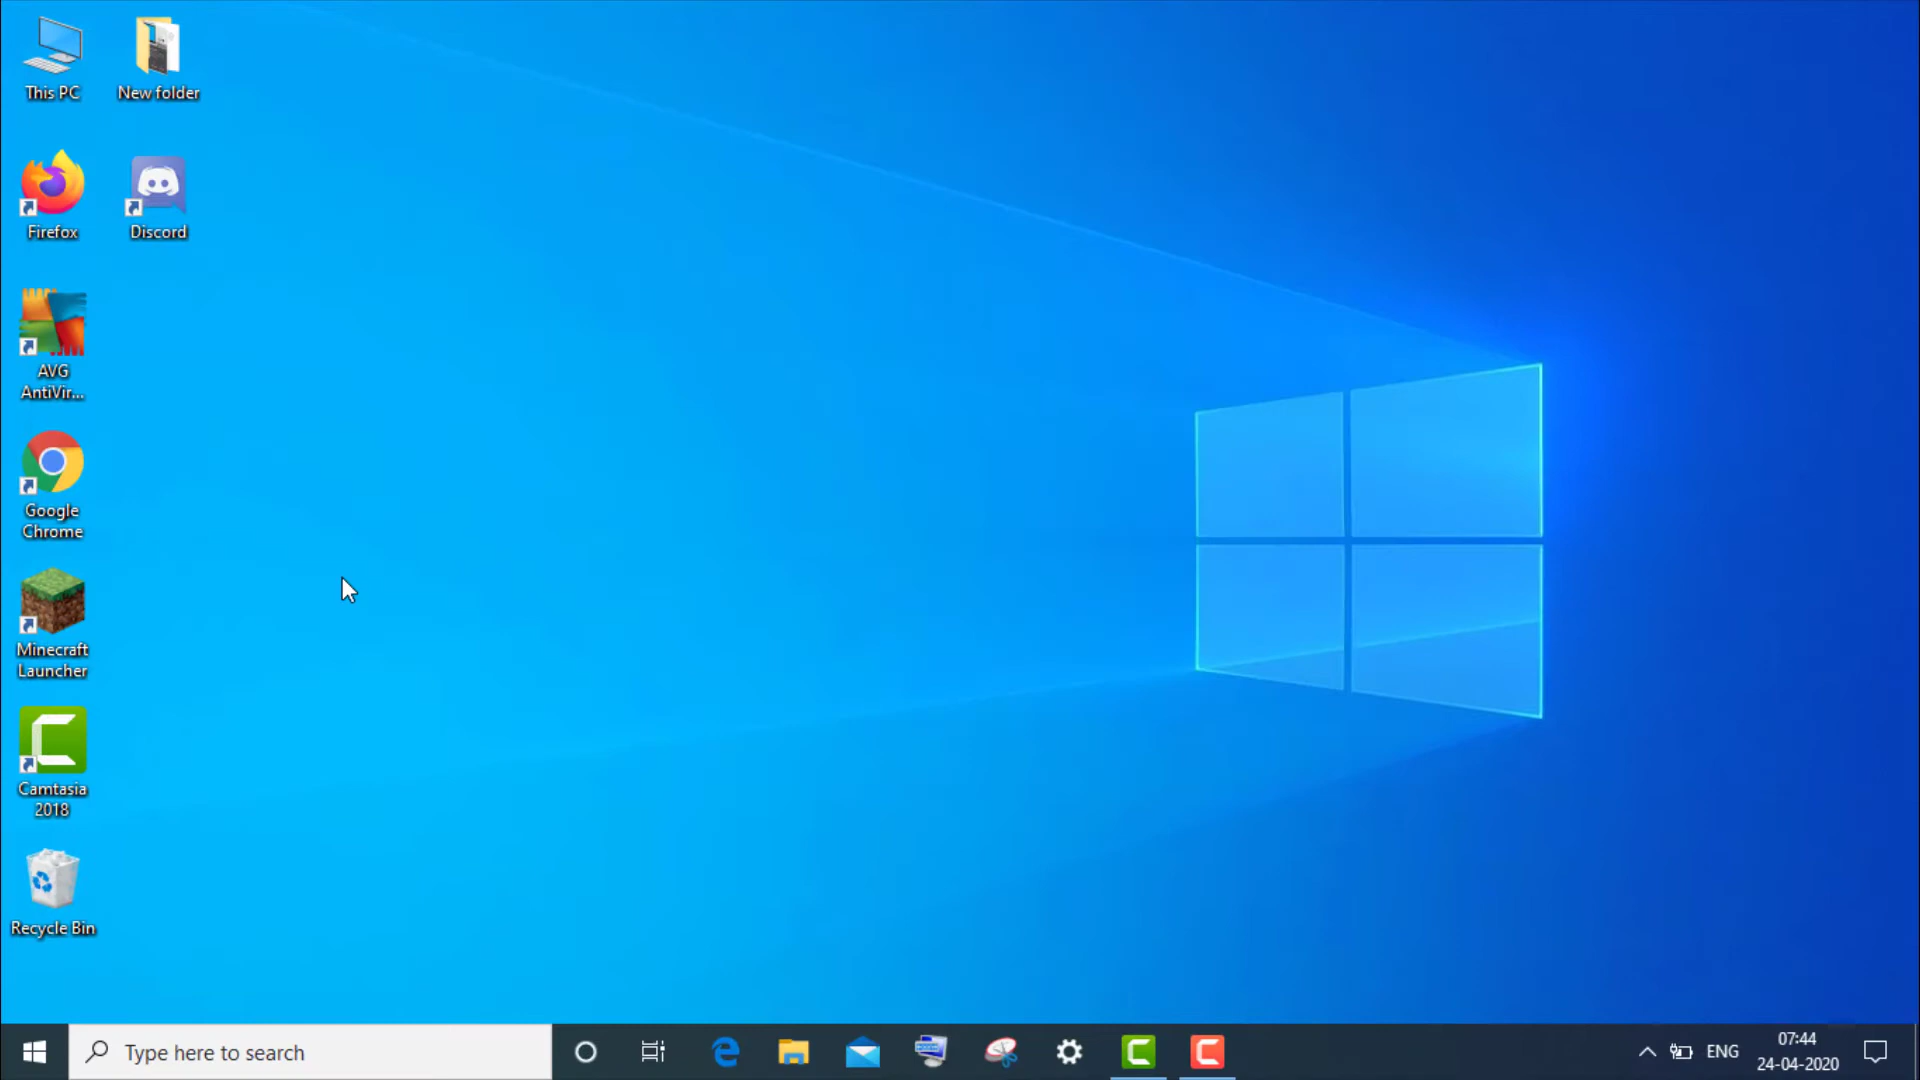 This PC
New folder
Firefox
Discord
AVG
AntiVir...
Google
Chrome
Minecraft
Launcher
Camtasia
2018
Recycle Bin
Type here to search
ENG
07:44
24-04-2020